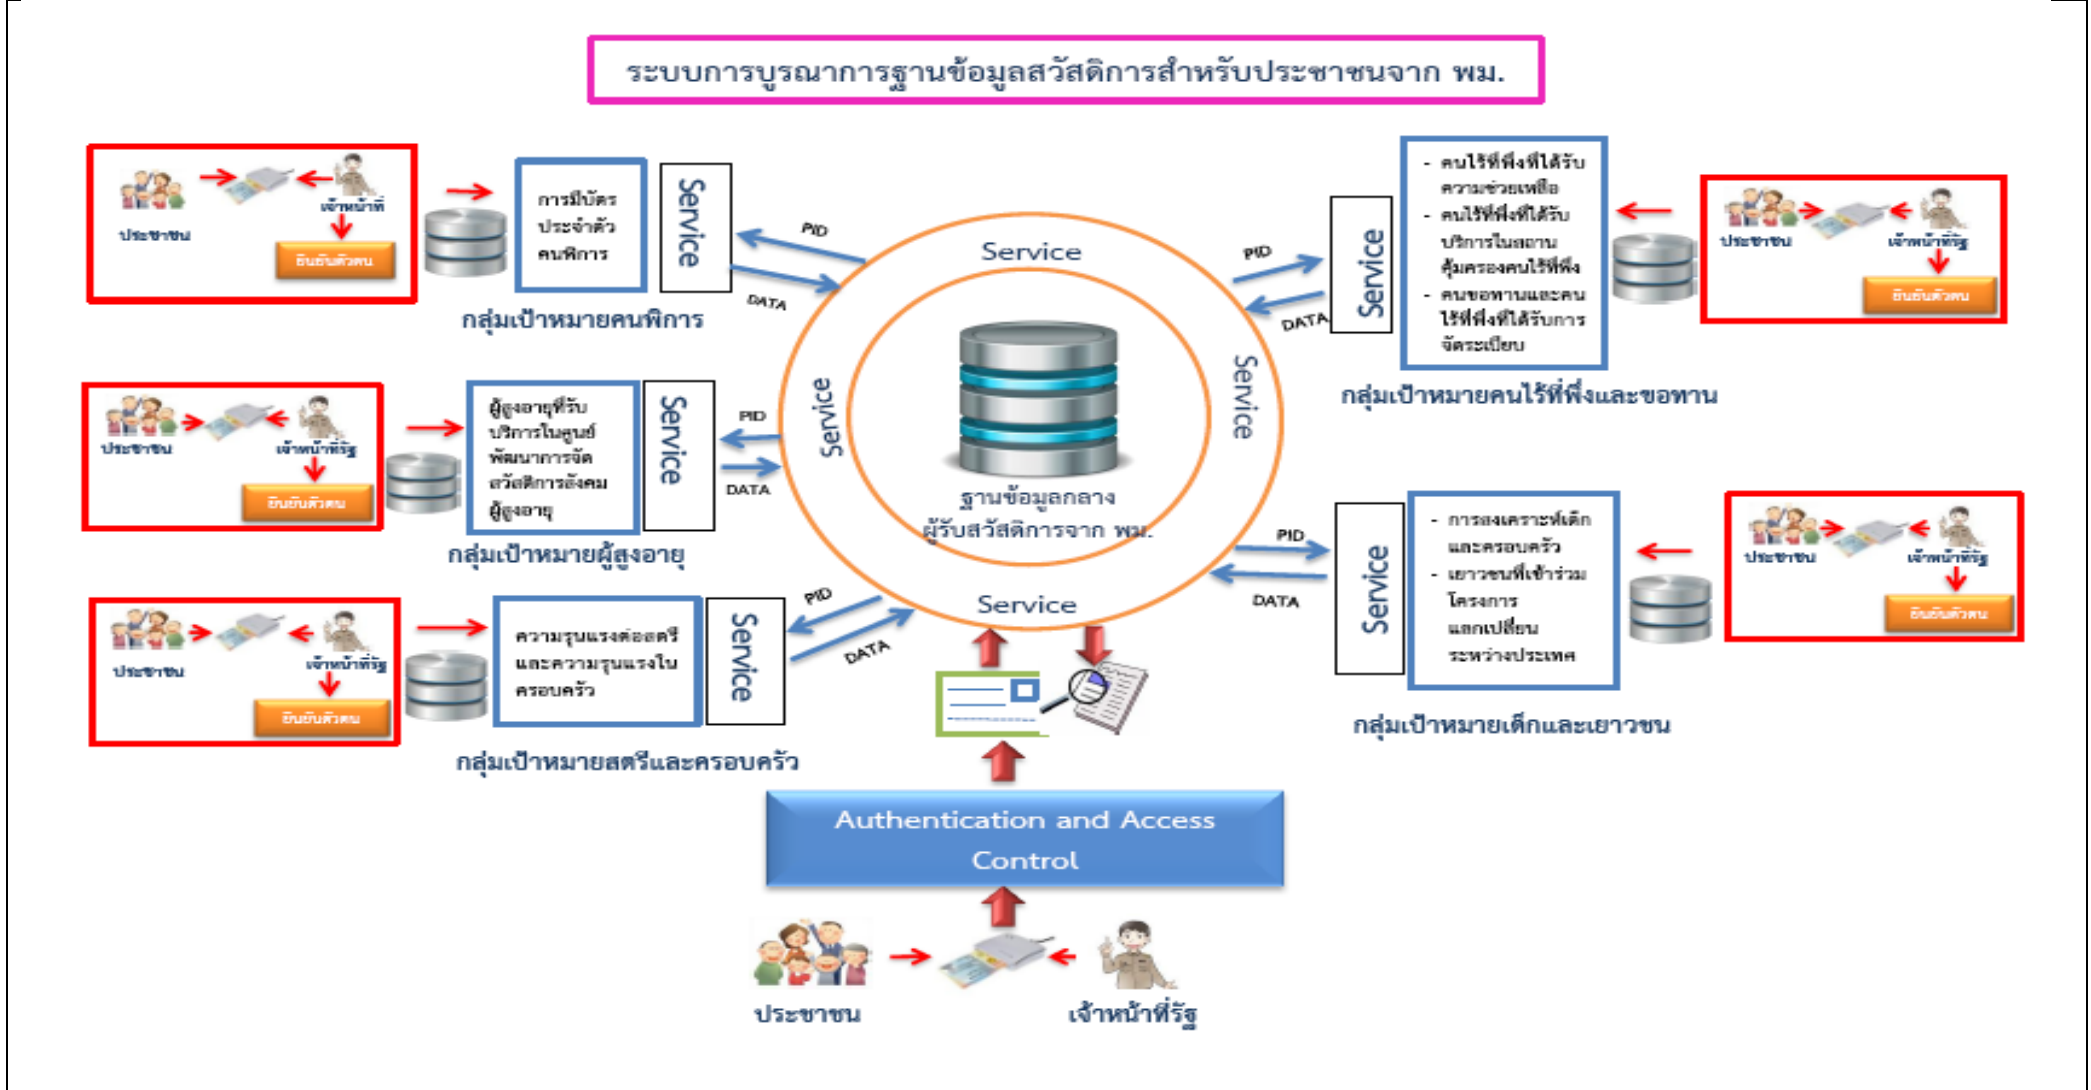 ระบบการบูรณาการฐานข้อมูลสวัสดิการสำหรับประชาชนจาก พม.
ประชาชน
เจ้าหน้าที่
ยืนยันตัวตน
การมีบัตร
ประจำตัว
คนพิการ
Service
PID
DATA
กลุ่มเป้าหมายคนพิการ
ประชาชน
เจ้าหน้าที่รัฐ
ยืนยันตัวตน
ผู้สูงอายุที่รับ
บริการในศูนย์
พัฒนาการจัด
สวัสดิการสังคม
ผู้สูงอายุ
Service
PID
DATA
กลุ่มเป้าหมายผู้สูงอายุ
ประชาชน
เจ้าหน้าที่รัฐ
ยืนยันตัวตน
ความรุนแรงต่อสตรี
และความรุนแรงใน
ครอบครัว
Service
PID
DATA
กลุ่มเป้าหมายสตรีและครอบครัว
Service
Service
Service
Service
ฐานข้อมูลกลาง
ผู้รับสวัสดิการจาก พม.
PID
DATA
Service
- คนไร้ที่พึ่งที่ได้รับ
ความช่วยเหลือ
- คนไร้ที่พึ่งที่ได้รับ
บริการในสถาน
คุ้มครองคนไร้ที่พึ่ง
- คนขอทานและคน
ไร้ที่พึ่งที่ได้รับการ
จัดระเบียบ
ประชาชน
เจ้าหน้าที่รัฐ
ยืนยันตัวตน
กลุ่มเป้าหมายคนไร้ที่พึ่งและขอทาน
PID
DATA
Service
- การสงเคราะห์เด็ก
และครอบครัว
- เยาวชนที่เข้าร่วม
โครงการ
แลกเปลี่ยน
ระหว่างประเทศ
ประชาชน
เจ้าหน้าที่รัฐ
ยืนยันตัวตน
กลุ่มเป้าหมายเด็กและเยาวชน
Authentication and Access
Control
ประชาชน
เจ้าหน้าที่รัฐ